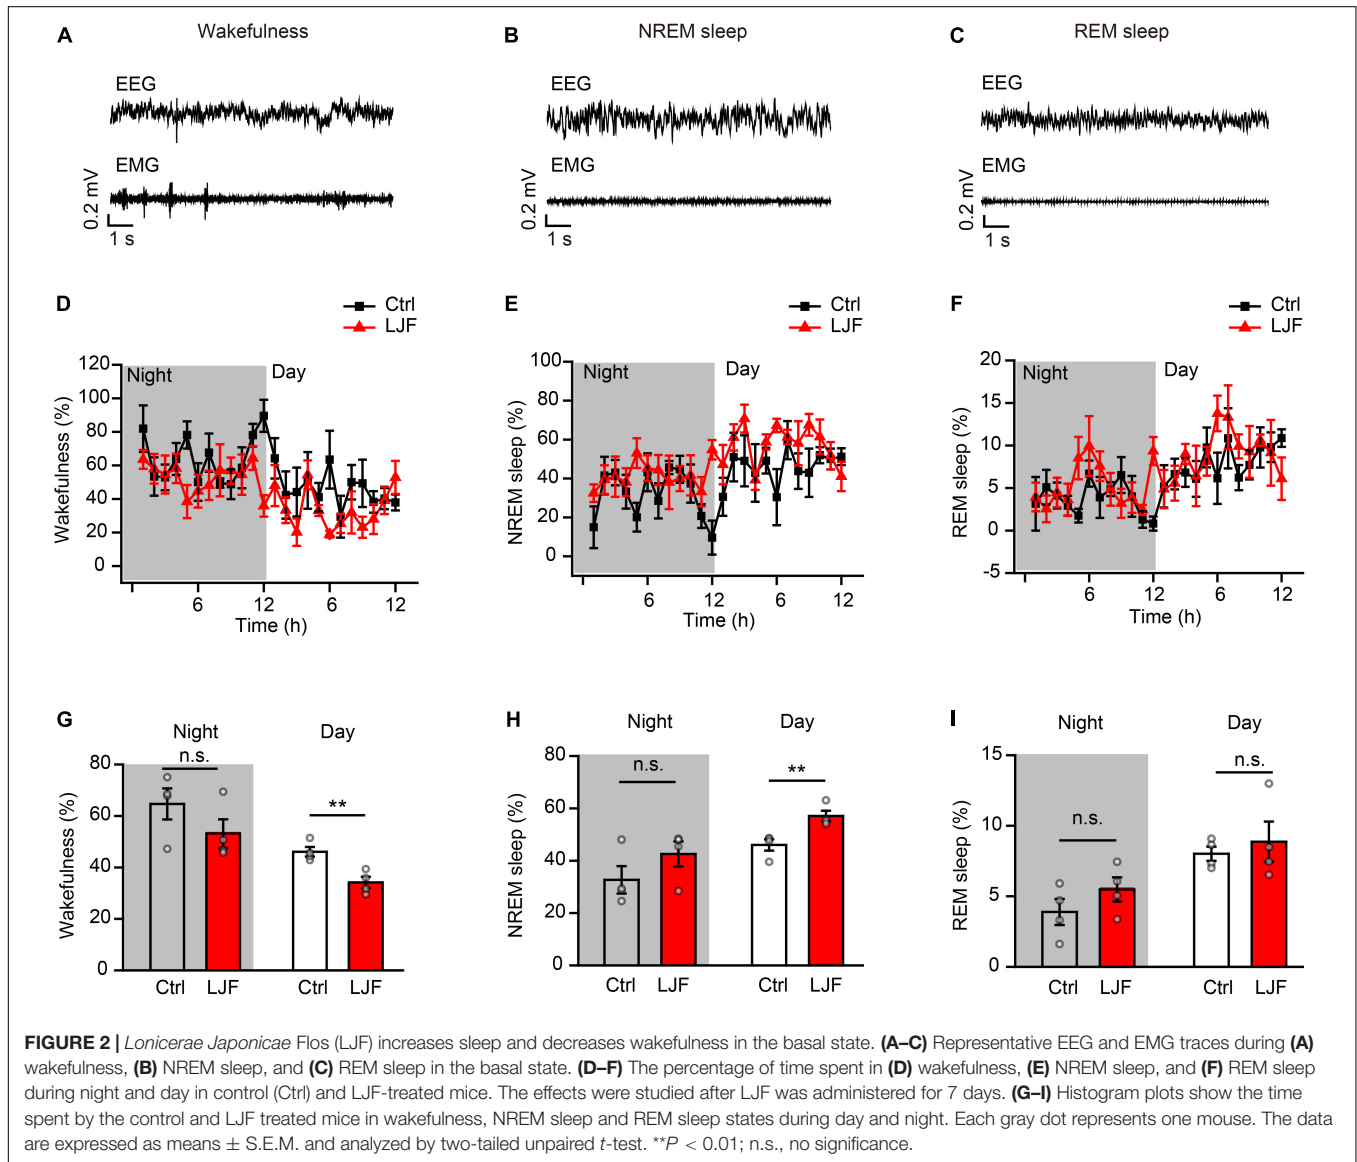 A Wakefulness
EEG
EMG
0.2 mV
1 s
B NREM sleep
EEG
EMG
0.2 mV
1 s
C REM sleep
EEG
EMG
0.2 mV
1 s
D
Ctrl
LJF
Night Day
Wakefulness (%)
120
100
80
60
40
20
0
6 12 6 12
Time (h)
E
Ctrl
LJF
Night Day
NREM sleep (%)
100
80
60
40
20
0
6 12 6 12
Time (h)
F
Ctrl
LJF
Night Day
REM sleep (%)
20
15
10
5
0
-5
6 12 6 12
Time (h)
G
Night Day
n.s. **
Wakefulness (%)
80
60
40
20
0
Ctrl LJF Ctrl LJF
H
Night Day
n.s. **
NREM sleep (%)
80
60
40
20
0
Ctrl LJF Ctrl LJF
I
Night Day
n.s. n.s.
REM sleep (%)
15
10
5
0
Ctrl LJF Ctrl LJF
FIGURE 2 | Lonicerae Japonicae Flos (LJF) increases sleep and decreases wakefulness in the basal state. (A–C) Representative EEG and EMG traces during (A)
wakefulness, (B) NREM sleep, and (C) REM sleep in the basal state. (D–F) The percentage of time spent in (D) wakefulness, (E) NREM sleep, and (F) REM sleep
during night and day in control (Ctrl) and LJF-treated mice. The effects were studied after LJF was administered for 7 days. (G–I) Histogram plots show the time
spent by the control and LJF treated mice in wakefulness, NREM sleep and REM sleep states during day and night. Each gray dot represents one mouse. The data
are expressed as means ± S.E.M. and analyzed by two-tailed unpaired t-test. **P < 0.01; n.s., no significance.